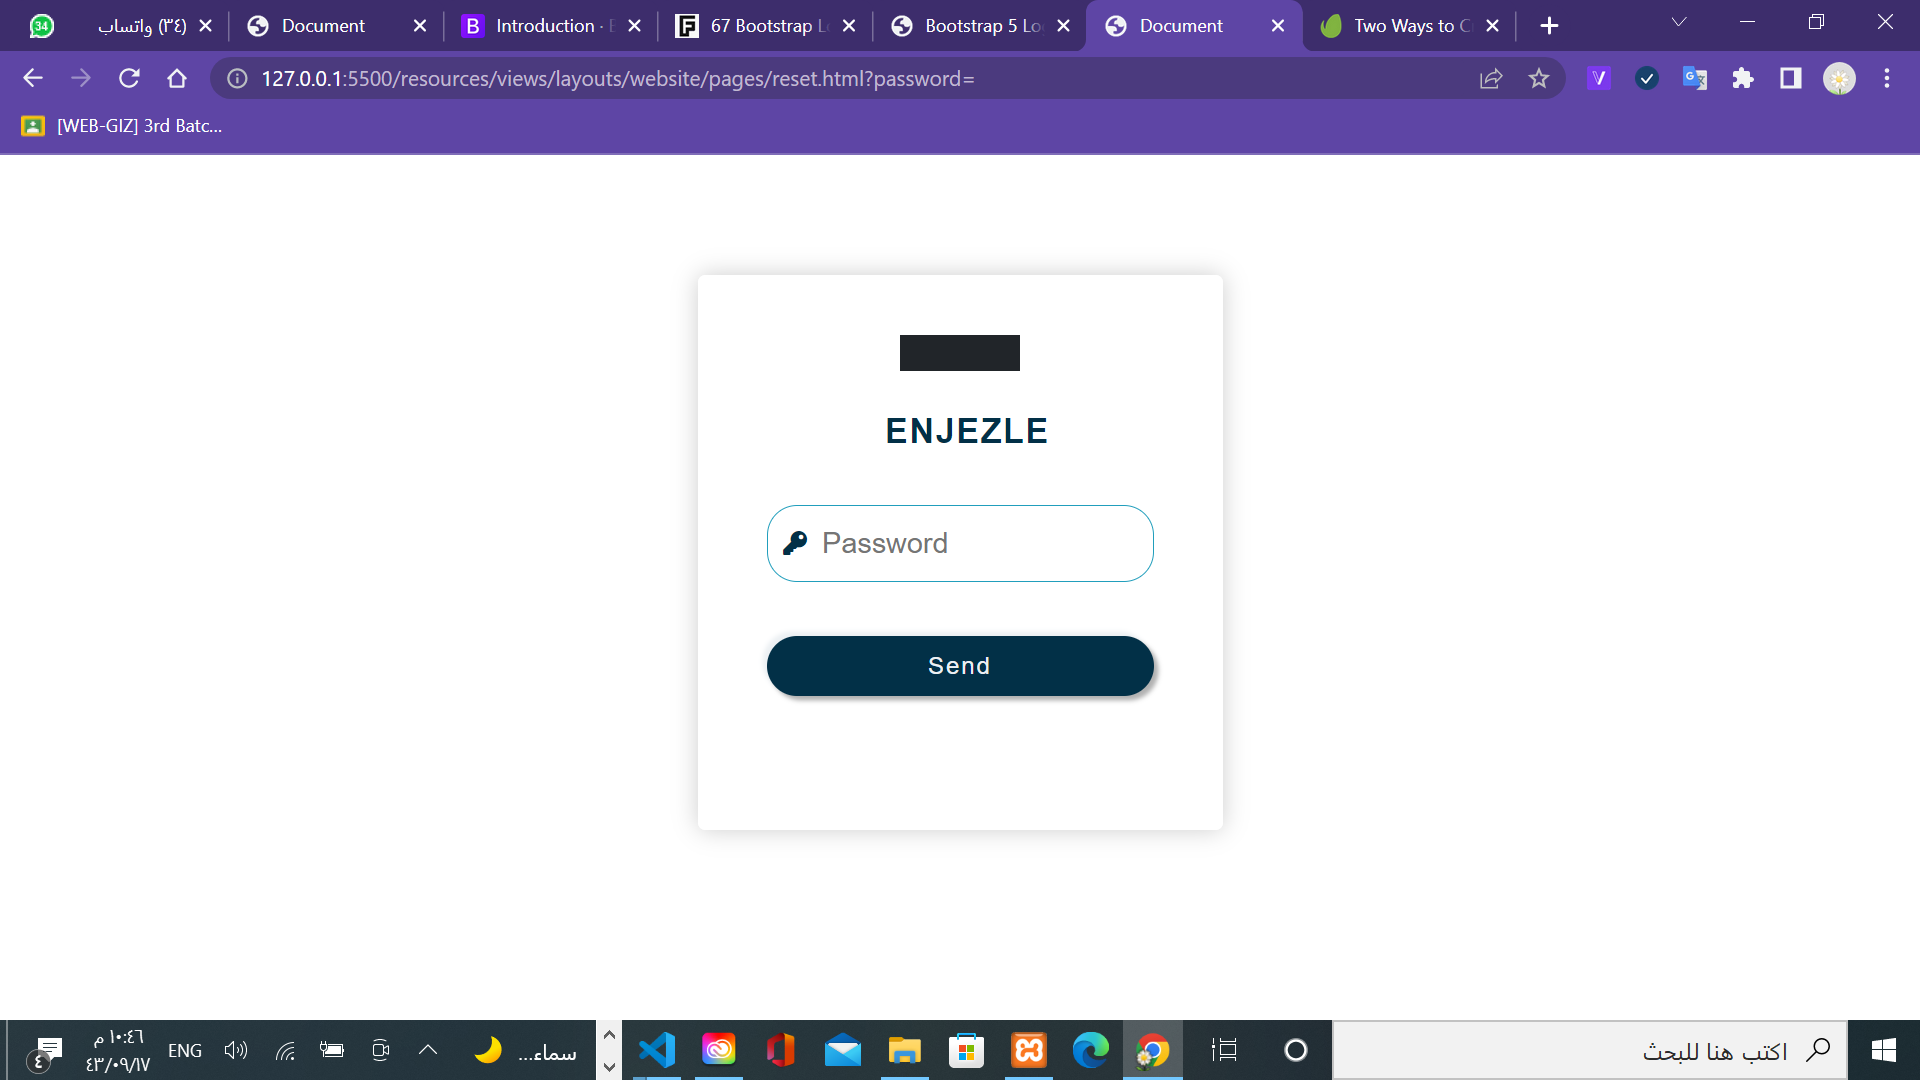 34
(٣٤) واتساب
Document
Introduction · B
67 Bootstrap Lo
Bootstrap 5 Lo
Document
Two Ways to C
127.0.0.1:5500/resources/views/layouts/website/pages/reset.html?password=
[WEB-GIZ] 3rd Batc...
ENJEZLE
Password
Send
١٠:٤٦ م
٤٣/٠٩/١٧
٤
ENG
سماء...
اكتب هنا للبحث